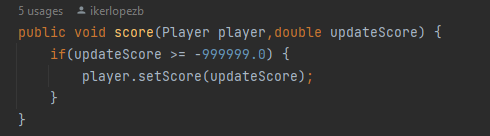 5 usages ikerlopezb
public void score(Player player,double updateScore) {
    if(updateScore >= -999999.0) {
        player.setScore(updateScore);
    }
}